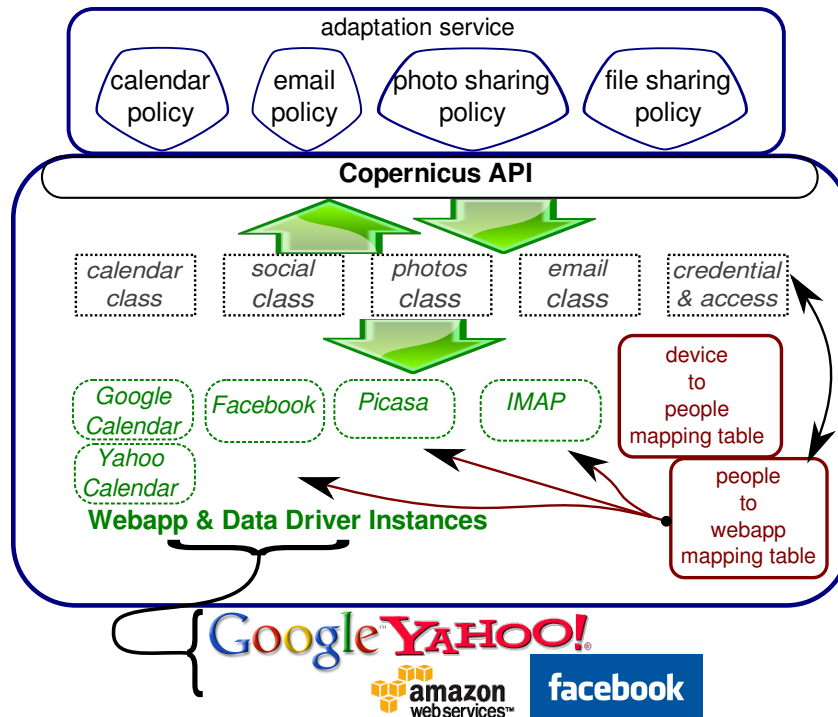 adaptation service
calendar
policy
email
policy
photo sharing
policy
file sharing
policy
Copernicus API
calendar
class
social
class
photos
class
email
class
credential
& access
device
to
people
mapping table
Google
Calendar
Facebook
Picasa
IMAP
Yahoo
Calendar
people
to
webapp
mapping table
Webapp & Data Driver Instances
Google™
YAHOO!®
amazon
webservices™
facebook